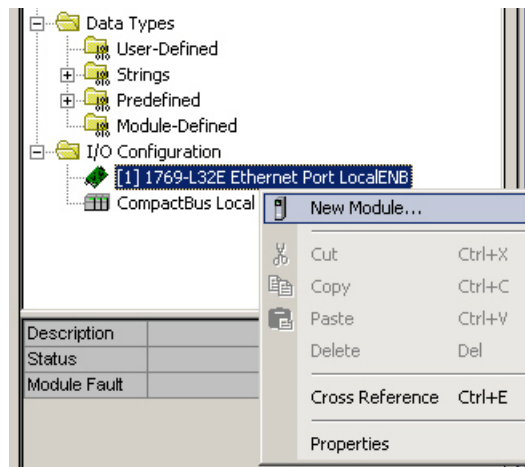 Data Types
User-Defined
Strings
Predefined
Module-Defined
I/O Configuration
[1] 1769-L32E Ethernet Port LocalENB
CompactBus Local
New Module...
Cut Ctrl+X
Copy Ctrl+C
Paste Ctrl+V
Delete Del
Cross Reference Ctrl+E
Properties
Description
Status
Module Fault